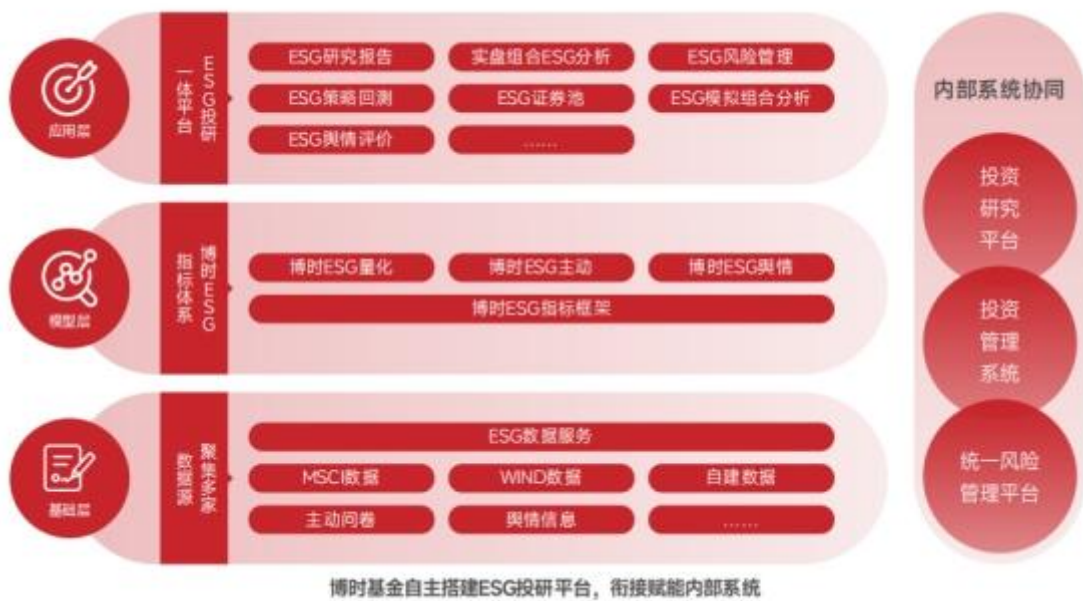 应用层
ESG投研
一体平台
ESG研究报告
实盘组合ESG分析
ESG风险管理
ESG策略回测
ESG证券池
ESG模拟组合分析
ESG舆情评价
……
模型层
博时ESG
指标体系
博时ESG量化
博时ESG主动
博时ESG舆情
博时ESG指标框架
基础层
聚集多家
数据源
ESG数据服务
MSCI数据
WIND数据
自建数据
主动问卷
舆情信息
……
内部系统协同
投资
研究
平台
投资
管理
系统
统一风险
管理平台
博时基金自主搭建ESG投研平台，衔接赋能内部系统